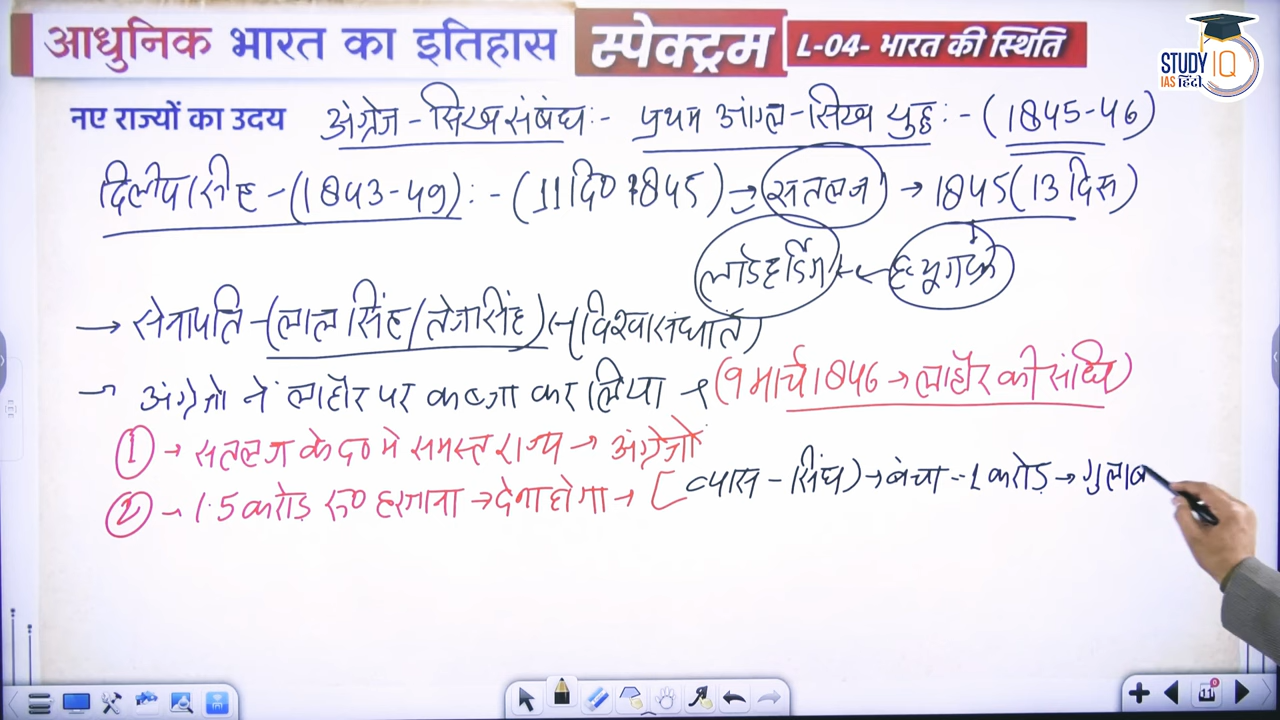 आधुनिक भारत का इतिहास स्पेक्ट्रम L-04- भारत की स्थिति
STUDY IQ
IAS हिंदी
नए राज्यों का उदय अंग्रेज - सिख संबंध :- प्रथम आंग्ल - सिख युद्ध :- (1845-46)
दिलीप सिंह - (1843-49) : - (11 दि० 1845) → सतलज → 1845 (13 दिस)
लार्ड हार्डिंग ← ह्यूगफ
→ सेनापति - (लाल सिंह / तेजासिंह) - (विश्वासघात)
→ अंग्रेजो ने लाहौर पर कब्जा कर लिया → (9 मार्च 1846 → लाहौर की संधि)
① → सतलज के द० मे समस्त राज्य → अंग्रेजों
② → 1.5 करोड़ रु० हरजाना → देना होगा → [व्यास - सिंध) → बेचा - 1 करोड़ → गुलाब
11